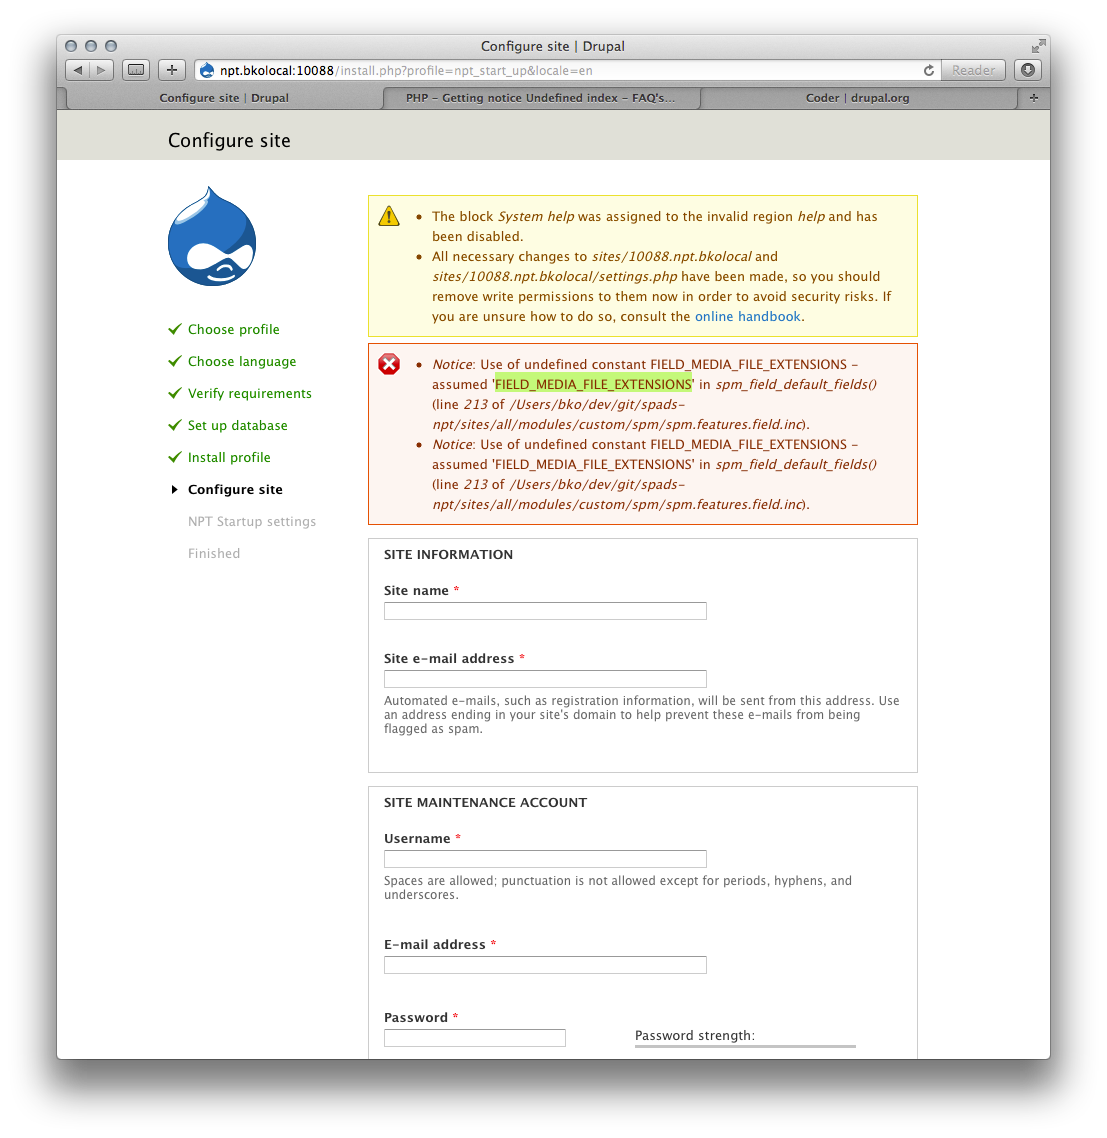 Configure site | Drupal
npt.bkolocal:10088/install.php?profile=npt_start_up&locale=en
Reader
Configure site | Drupal
PHP - Getting notice Undefined index - FAQ's...
Coder | drupal.org
+
Configure site
Choose profile
Choose language
Verify requirements
Set up database
Install profile
Configure site
NPT Startup settings
Finished
• The block System help was assigned to the invalid region help and has
been disabled.
• All necessary changes to sites/10088.npt.bkolocal and
sites/10088.npt.bkolocal/settings.php have been made, so you should
remove write permissions to them now in order to avoid security risks. If
you are unsure how to do so, consult the online handbook.
• Notice: Use of undefined constant FIELD_MEDIA_FILE_EXTENSIONS -
assumed 'FIELD_MEDIA_FILE_EXTENSIONS' in spm_field_default_fields()
(line 213 of /Users/bko/dev/git/spads-
npt/sites/all/modules/custom/spm/spm.features.field.inc).
• Notice: Use of undefined constant FIELD_MEDIA_FILE_EXTENSIONS -
assumed 'FIELD_MEDIA_FILE_EXTENSIONS' in spm_field_default_fields()
(line 213 of /Users/bko/dev/git/spads-
npt/sites/all/modules/custom/spm/spm.features.field.inc).
SITE INFORMATION
Site name *
Site e-mail address *
Automated e-mails, such as registration information, will be sent from this address. Use
an address ending in your site's domain to help prevent these e-mails from being
flagged as spam.
SITE MAINTENANCE ACCOUNT
Username *
Spaces are allowed; punctuation is not allowed except for periods, hyphens, and
underscores.
E-mail address *
Password *
Password strength: